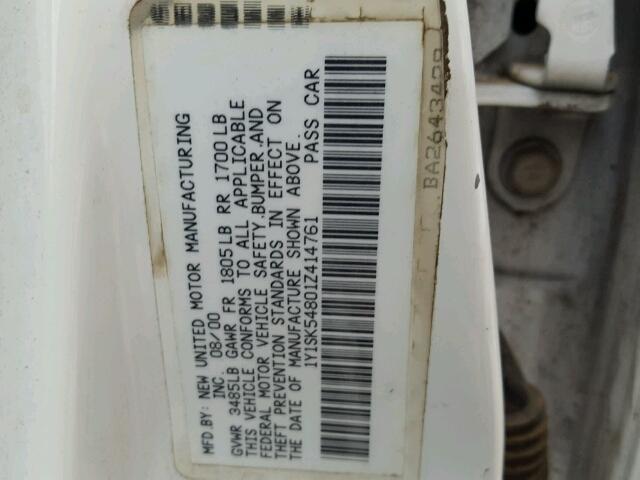 MFD.BY: NEW UNITED MOTOR MANUFACTURING
INC. 08/00
GVWR 3485LB GAWR FR 1805LB RR 1700LB
THIS VEHICLE CONFORMS TO ALL APPLICABLE
FEDERAL MOTOR VEHICLE SAFETY,BUMPER,AND
THEFT PREVENTION STANDARDS IN EFFECT ON
THE DATE OF MANUFACTURE SHOWN ABOVE.
1Y1SK54801Z414761 PASS CAR